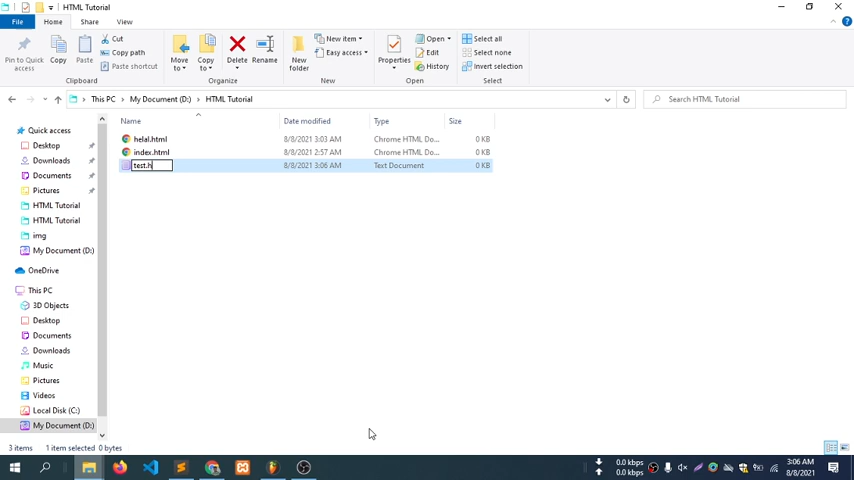 HTML Tutorial
File Home Share View
Pin to Quick access
Copy
Paste
Cut
Copy path
Paste shortcut
Clipboard
Move to
Copy to
Delete
Rename
Organize
New folder
New item
Easy access
New
Properties
Open
Edit
History
Open
Select all
Select none
Invert selection
Select
This PC > My Document (D:) > HTML Tutorial
Search HTML Tutorial
Name Date modified Type Size
helal.html 8/8/2021 3:03 AM Chrome HTML Do... 0 KB
index.html 8/8/2021 2:57 AM Chrome HTML Do... 0 KB
test.h 8/8/2021 3:06 AM Text Document 0 KB
Quick access
Desktop
Downloads
Documents
Pictures
HTML Tutorial
HTML Tutorial
img
My Document (D:)
OneDrive
This PC
3D Objects
Desktop
Documents
Downloads
Music
Pictures
Videos
Local Disk (C:)
My Document (D:)
3 items 1 item selected 0 bytes
0.0 kbps
0.0 kbps
3:06 AM
8/8/2021